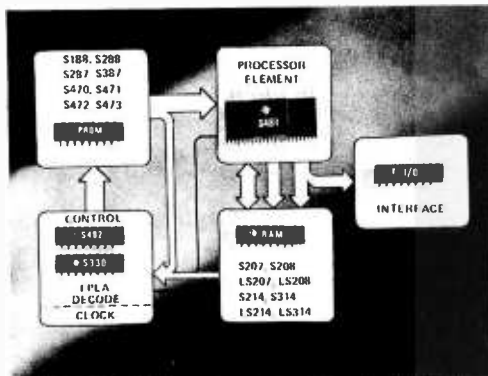 S188, S288
S287 S387
S470, S471
S472 S473
PROM
PROCESSOR
ELEMENT
S481
I/O
INTERFACE
CONTROL
S482
S330
FPLA
DECODE
CLOCK
RAM
S207, S208
LS207, LS208
S214, S314
LS214, LS314